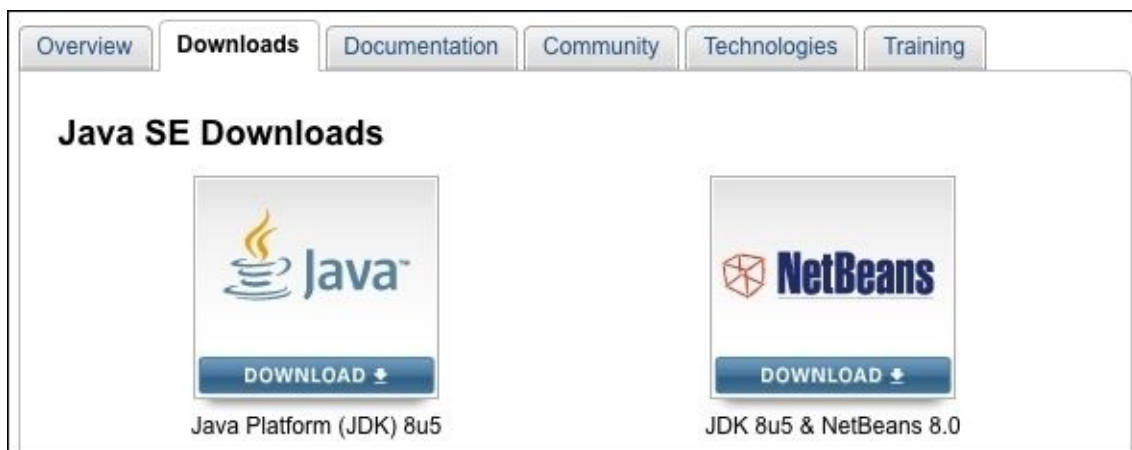 Overview Downloads Documentation Community Technologies Training
Java SE Downloads
Java™ NetBeans
DOWNLOAD DOWNLOAD
Java Platform (JDK) 8u5 JDK 8u5 & NetBeans 8.0